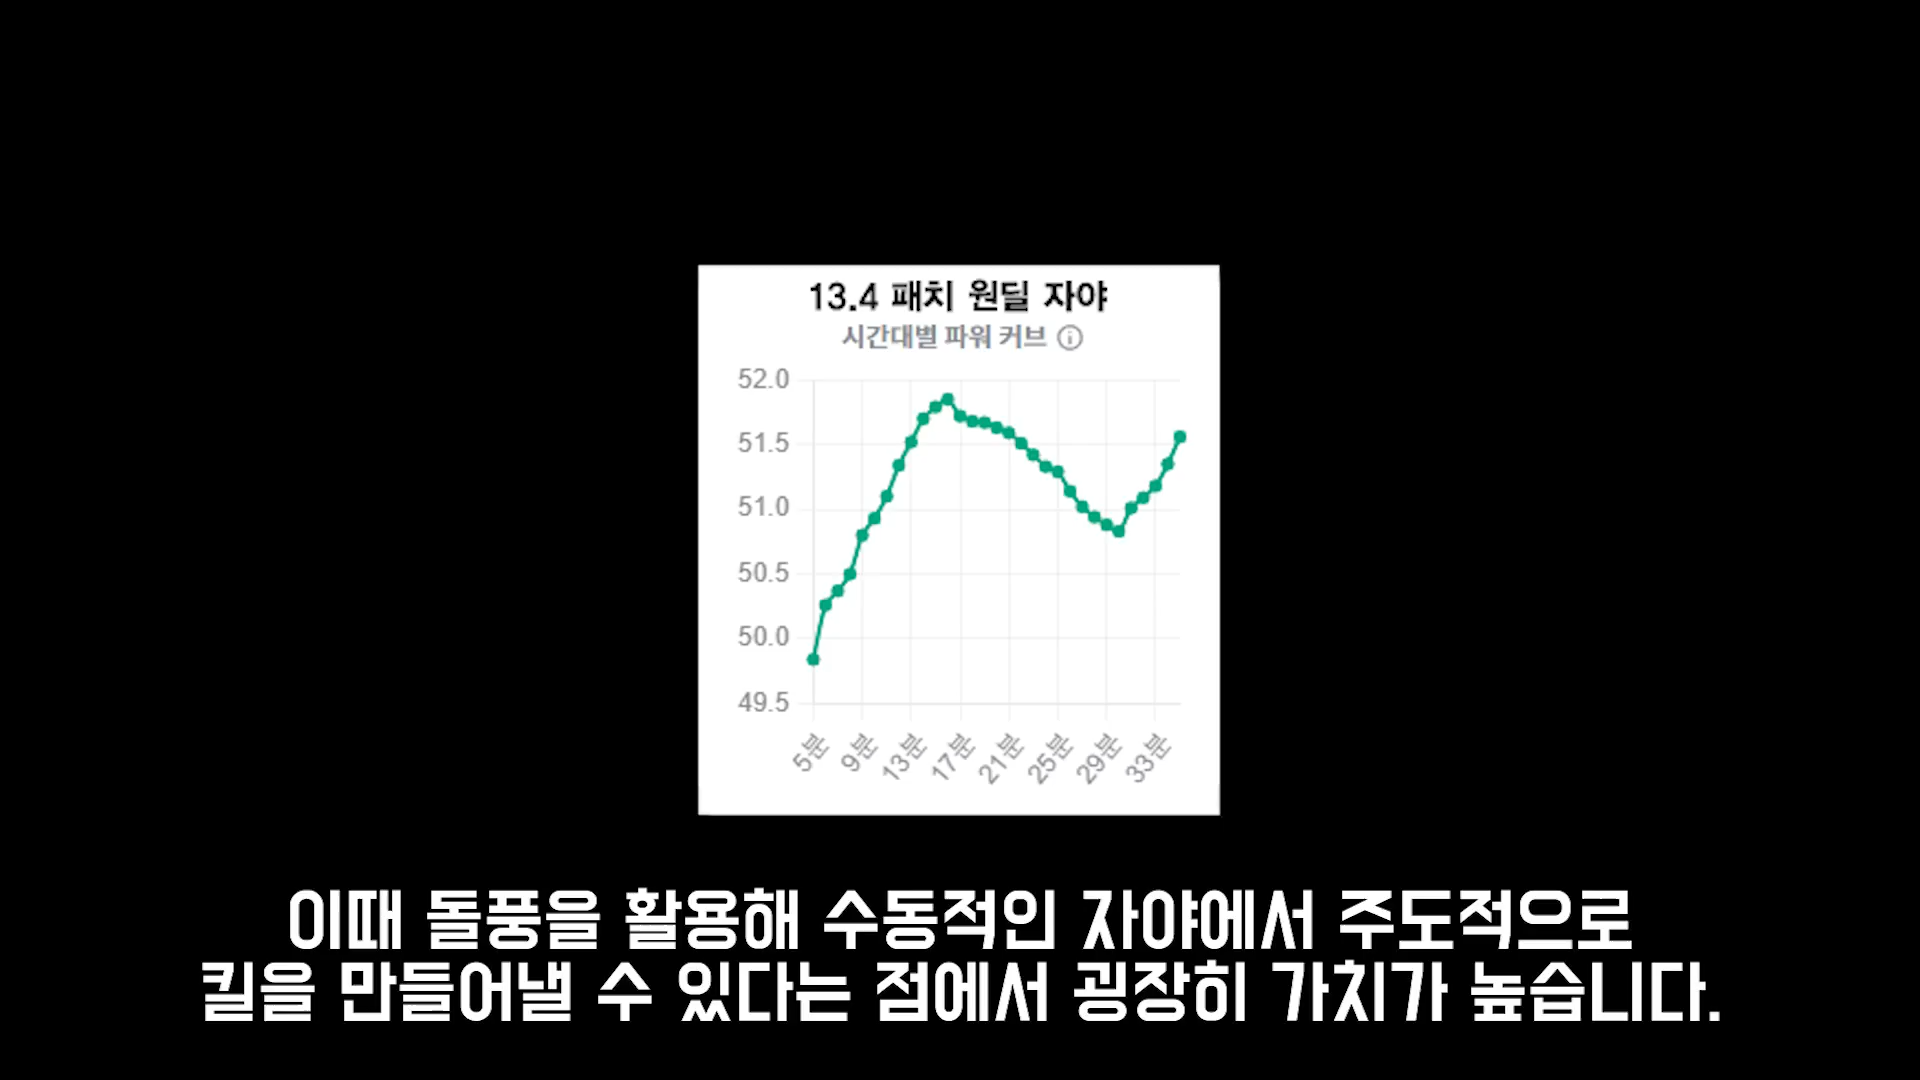 13.4 패치 원딜 자야
시간대별 파워 커브 ⓘ
52.0
51.5
51.0
50.5
50.0
49.5
5분 9분 13분 17분 21분 25분 29분 33분
이때 돌풍을 활용해 수동적인 자야에서 주도적으로
킬을 만들어낼 수 있다는 점에서 굉장히 가치가 높습니다.